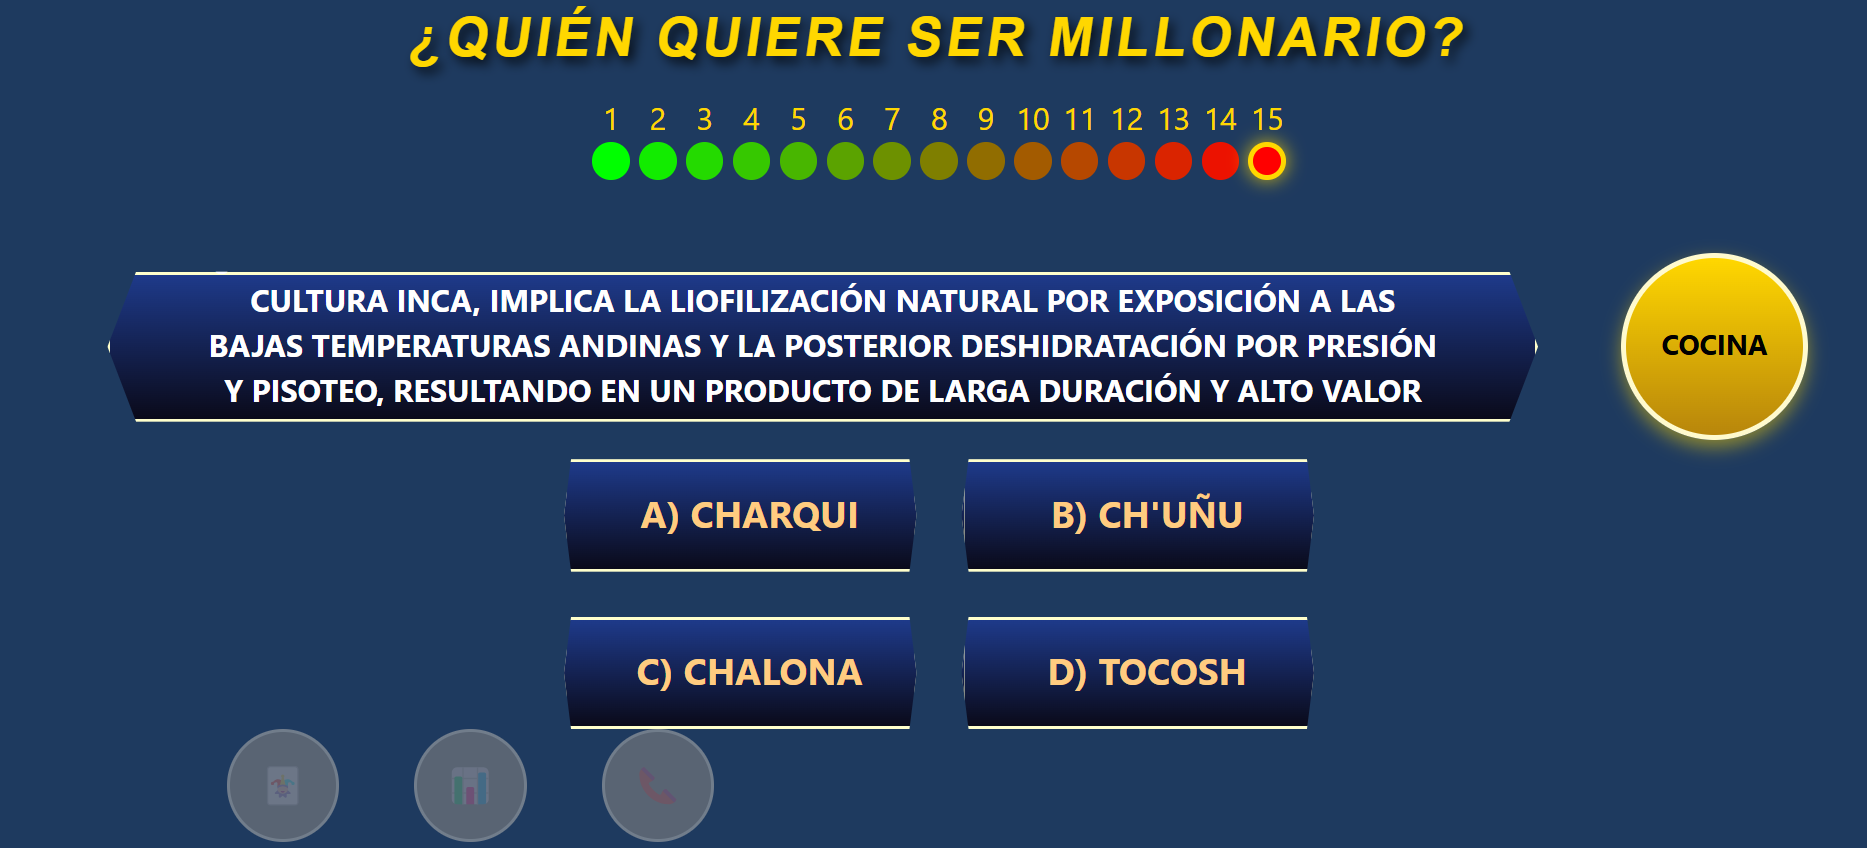 ¿QUIÉN QUIERE SER MILLONARIO?
1 2 3 4 5 6 7 8 9 10 11 12 13 14 15
CULTURA INCA, IMPLICA LA LIOFILIZACIÓN NATURAL POR EXPOSICIÓN A LAS
BAJAS TEMPERATURAS ANDINAS Y LA POSTERIOR DESHIDRATACIÓN POR PRESIÓN
Y PISOTEO, RESULTANDO EN UN PRODUCTO DE LARGA DURACIÓN Y ALTO VALOR
COCINA
A) CHARQUI
B) CH'UÑU
C) CHALONA
D) TOCOSH